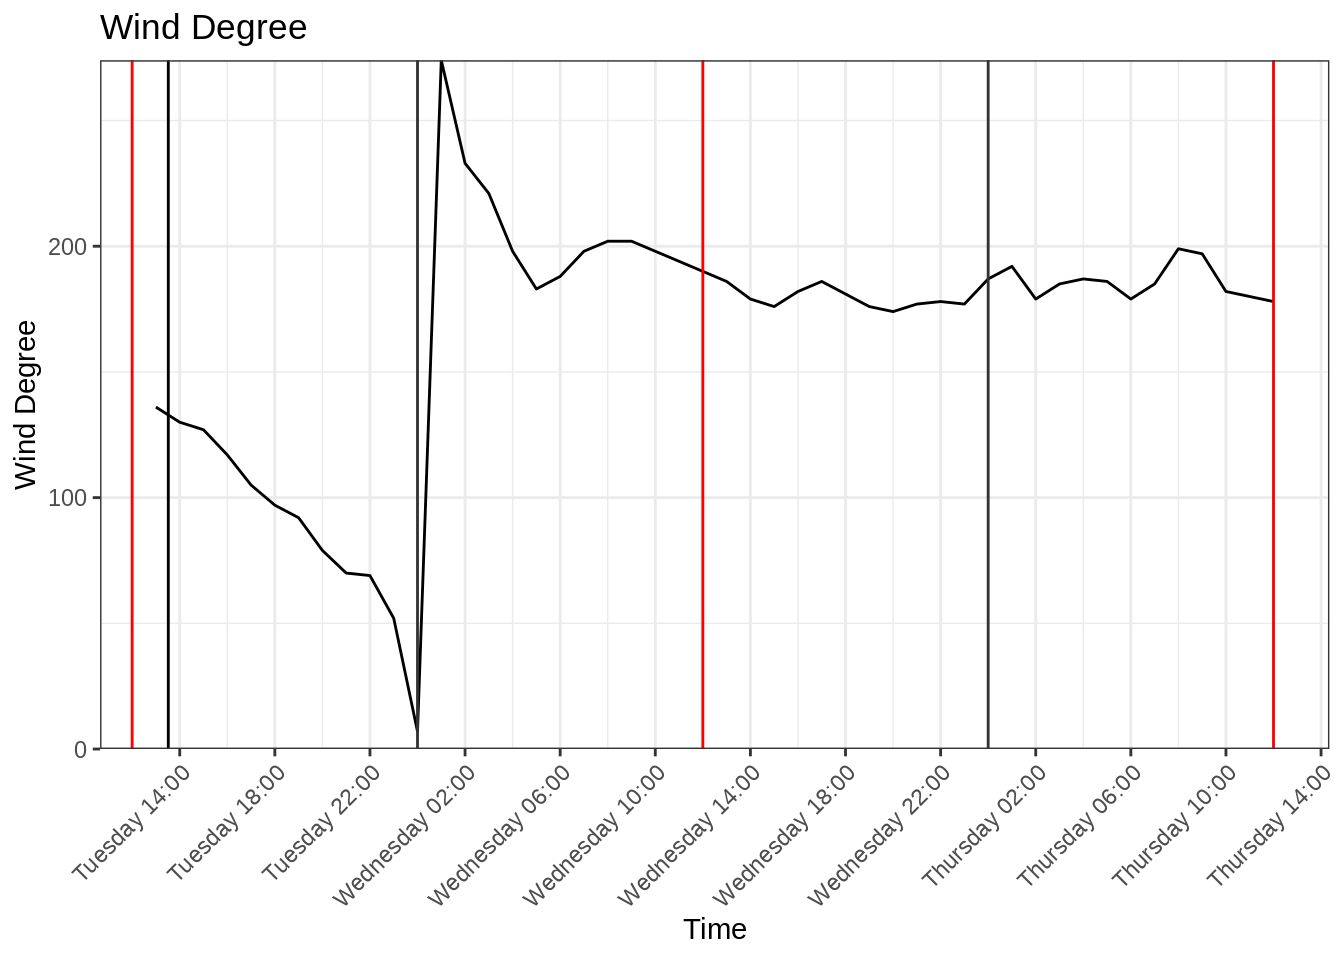 Wind Degree
Wind Degree
200
100
0
Tuesday 14:00
Tuesday 18:00
Tuesday 22:00
Wednesday 02:00
Wednesday 06:00
Wednesday 10:00
Wednesday 14:00
Wednesday 18:00
Wednesday 22:00
Thursday 02:00
Thursday 06:00
Thursday 10:00
Thursday 14:00
Time